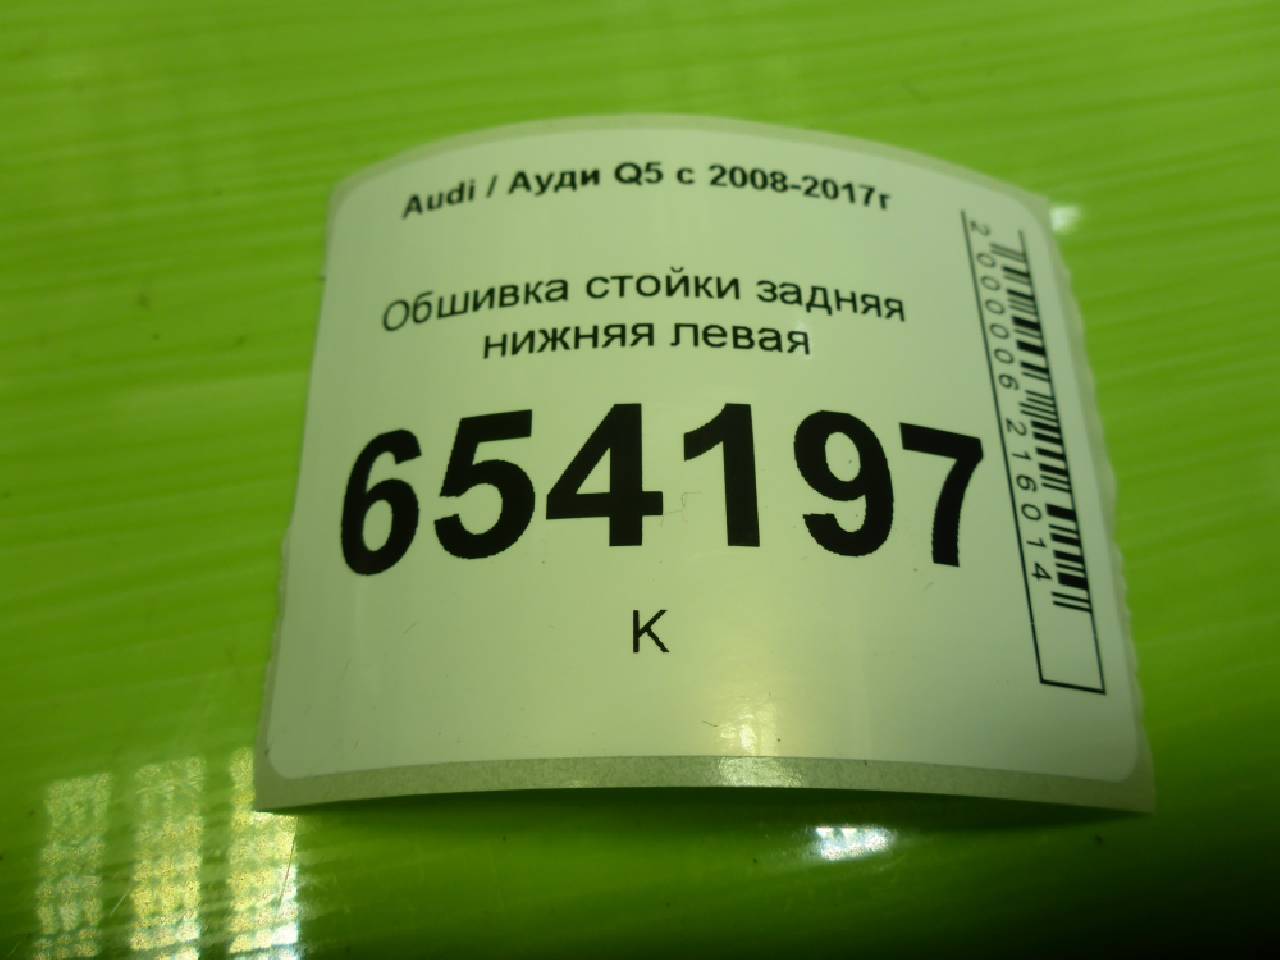 Audi / Ауди Q5 с 2008-2017г
Обшивка стойки задняя
нижняя левая
654197
К
2000006216014